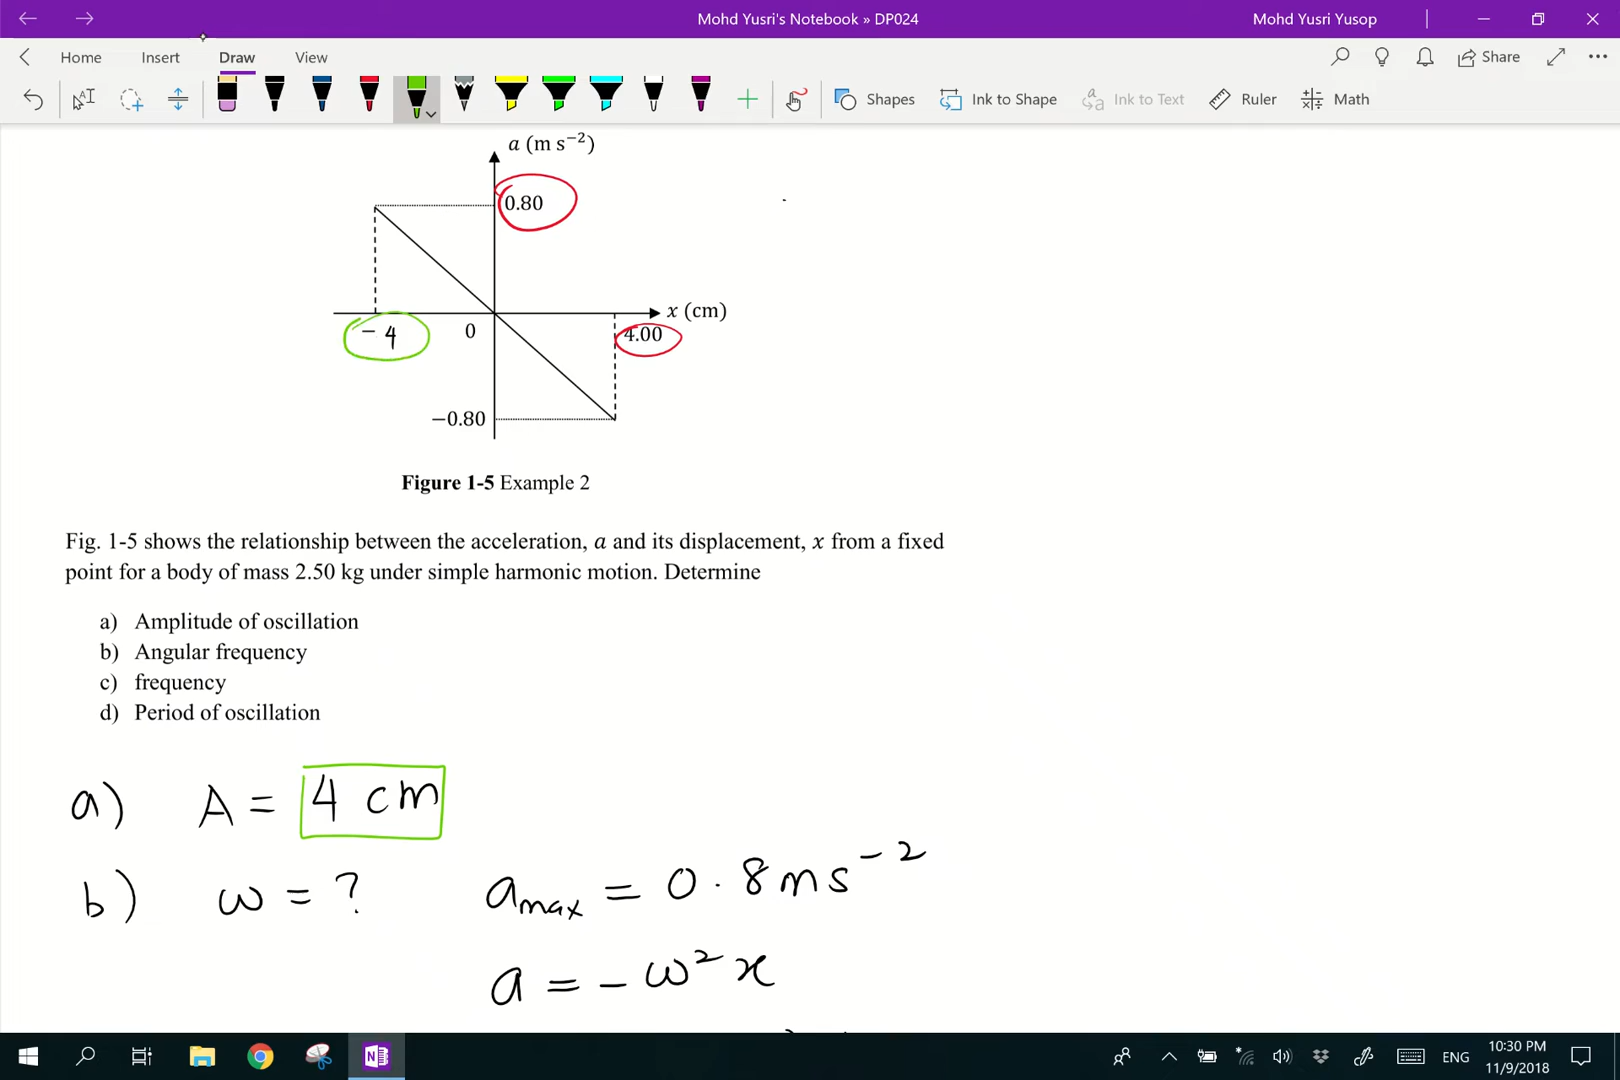 Mohd Yusri's Notebook » DP024
Mohd Yusri Yusop
Home Insert Draw View
Share
Shapes Ink to Shape Ink to Text Ruler Math
a (m s⁻²)
0.80
x (cm)
− 4 0 4.00
−0.80
Figure 1-5 Example 2
Fig. 1-5 shows the relationship between the acceleration, a and its displacement, x from a fixed
point for a body of mass 2.50 kg under simple harmonic motion. Determine
a) Amplitude of oscillation
b) Angular frequency
c) frequency
d) Period of oscillation
a) A = 4 cm
b) ω = ? a max = 0.8 ms⁻²
a = − ω² x
ENG
10:30 PM
11/9/2018